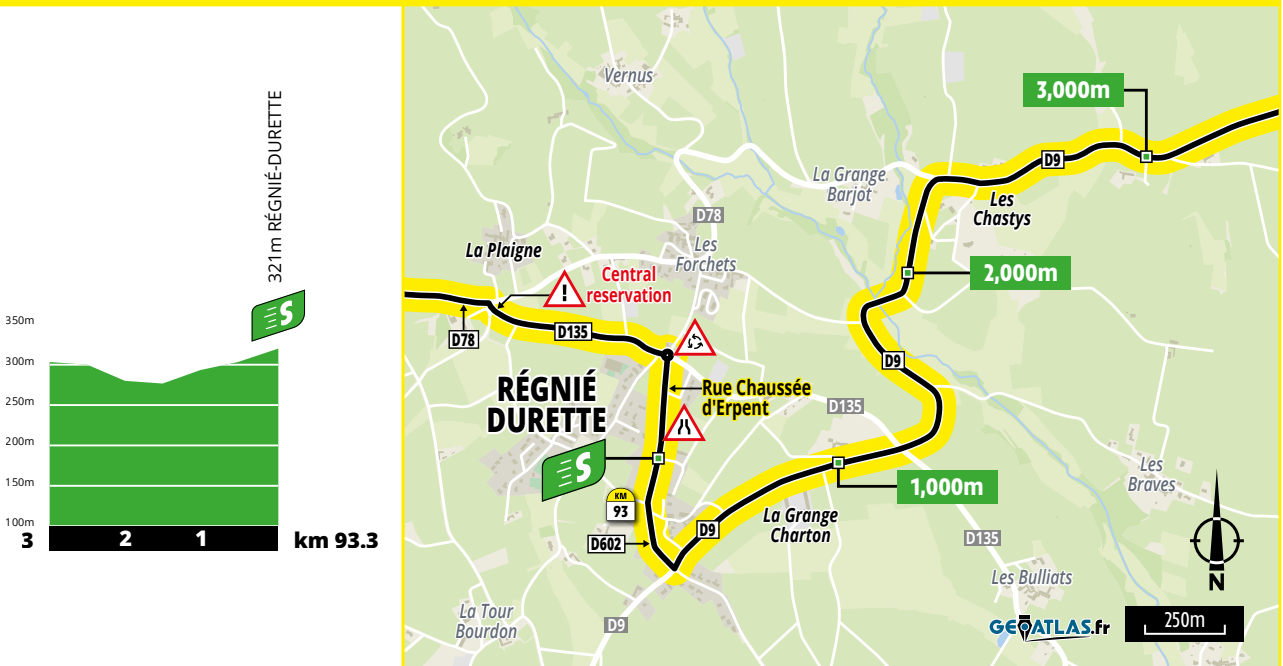 321m RÉGNIÉ-DURETTE
S
350m
300m
250m
200m
150m
100m
3
2
1
km 93.3
Vernus
3,000m
La Grange
Barjot
D9
Les
Chastys
D78
La Plaigne
Les
Forchets
Central
reservation
!
2,000m
D78
D135
D9
RÉGNIÉ
DURETTE
Rue Chaussée
d'Erpent
D135
S
KM
93
1,000m
Les
Braves
La Grange
Charton
D9
D602
D135
Les Bulliats
N
La Tour
Bourdon
D9
GEOATLAS.fr
250m